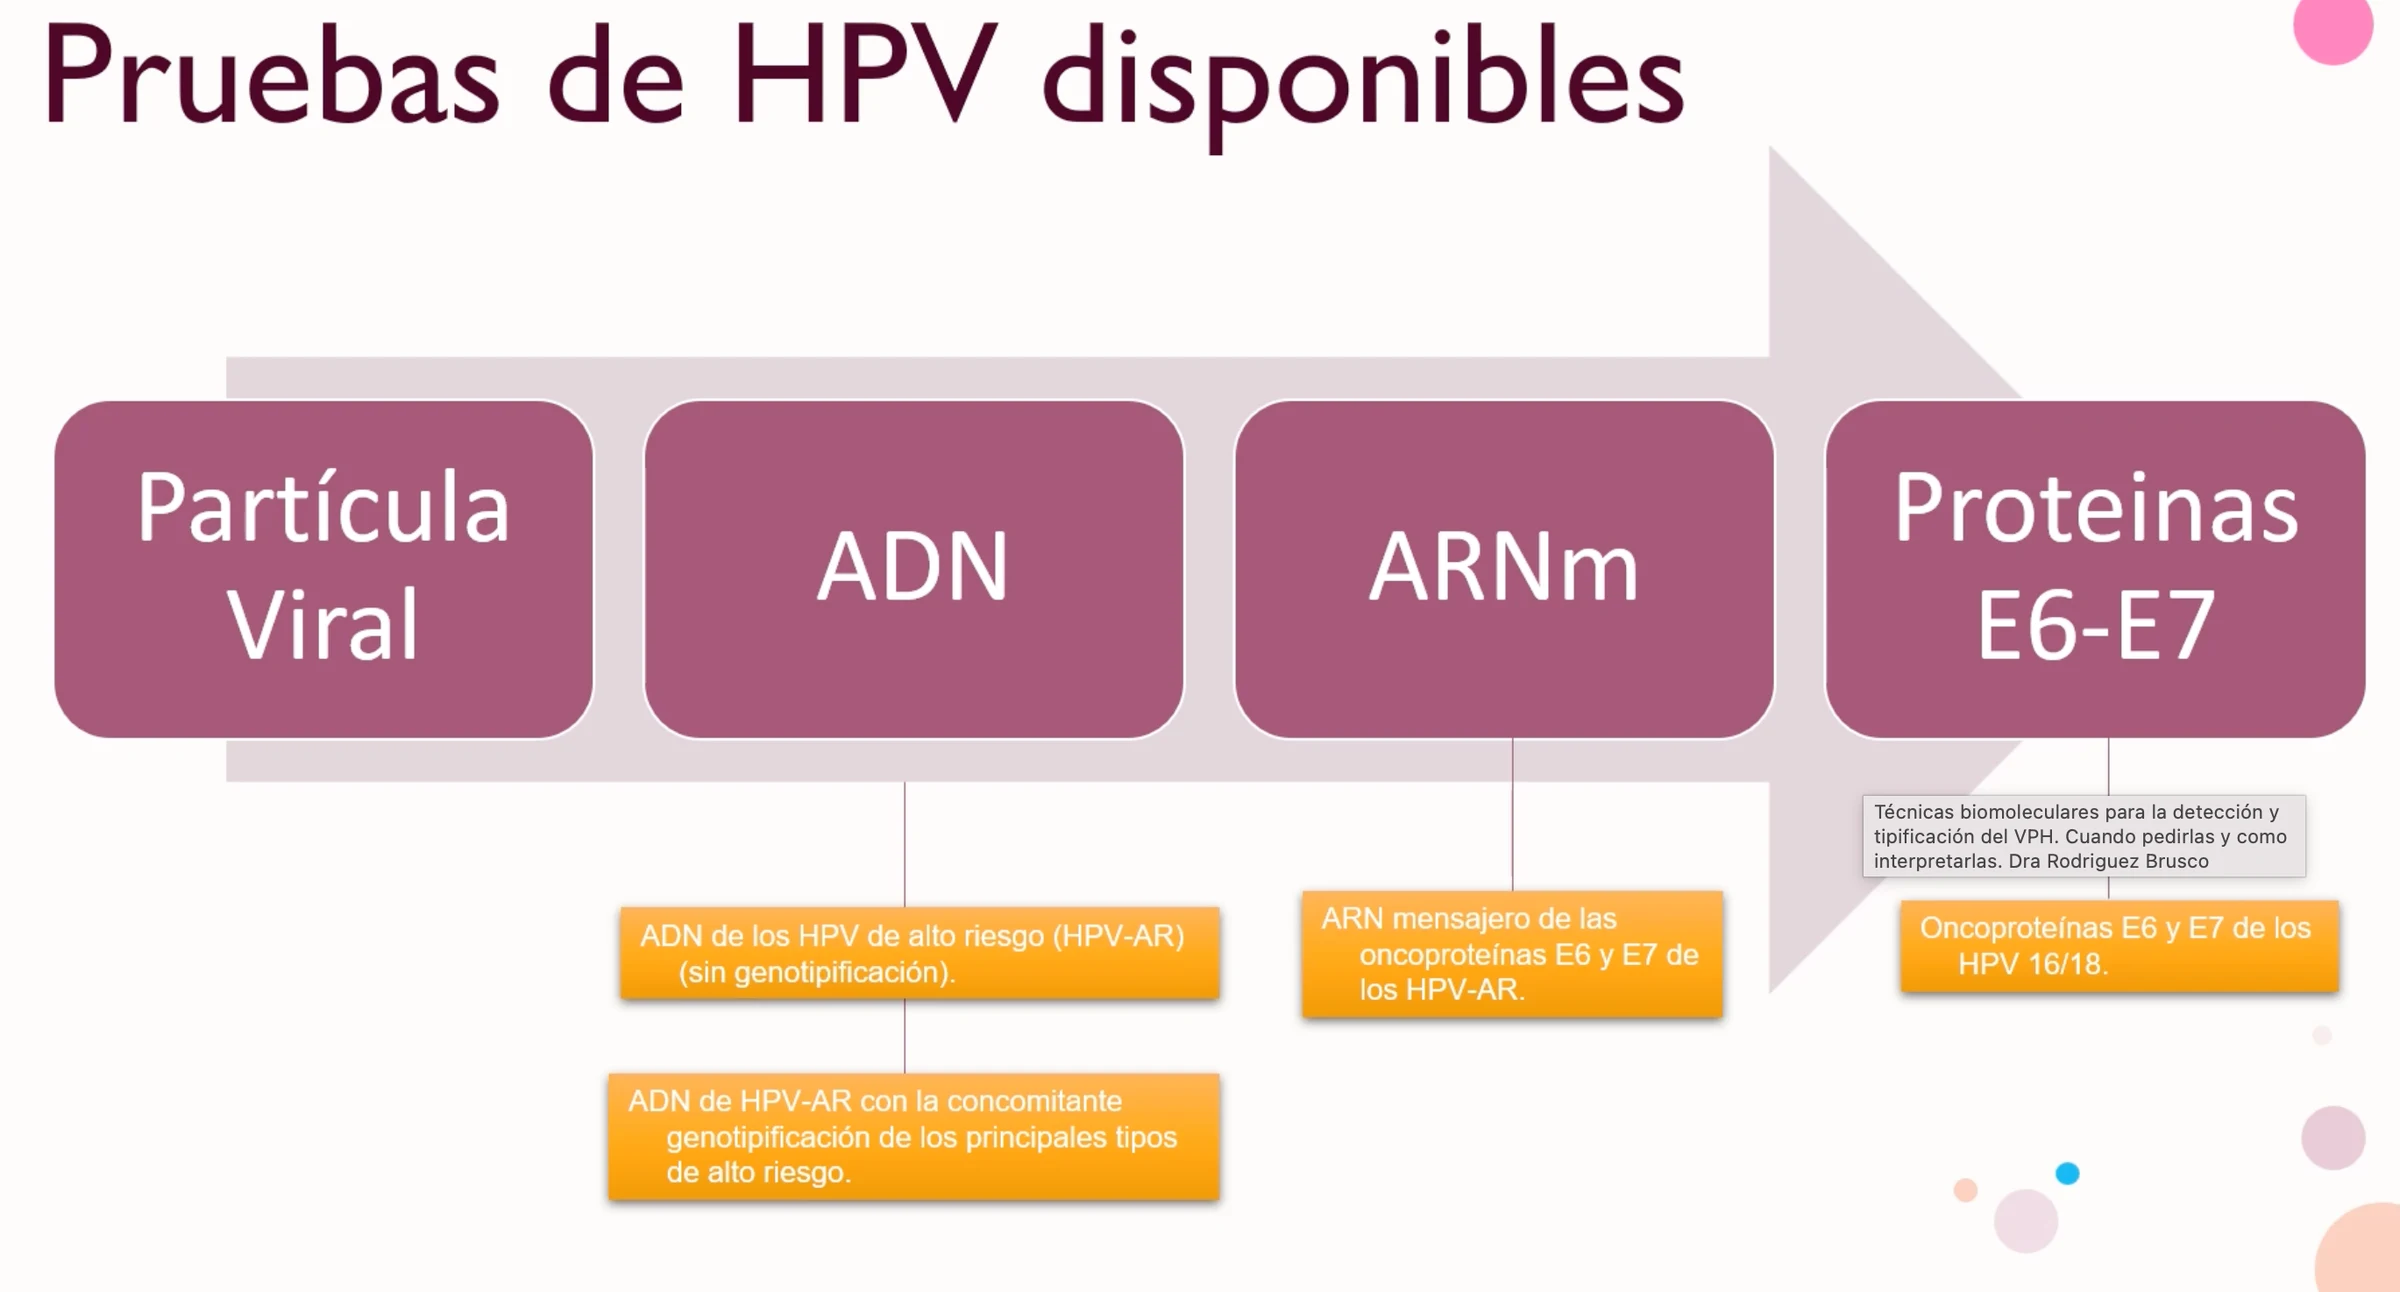 Pruebas de HPV disponibles
Partícula
Viral
ADN
ARNm
Proteinas
E6-E7
Técnicas biomoleculares para la detección y
tipificación del VPH. Cuando pedirlas y como
interpretarlas. Dra Rodriguez Brusco
ADN de los HPV de alto riesgo (HPV-AR)
(sin genotipificación).
ADN de HPV-AR con la concomitante
genotipificación de los principales tipos
de alto riesgo.
ARN mensajero de las
oncoproteínas E6 y E7 de
los HPV-AR.
Oncoproteínas E6 y E7 de los
HPV 16/18.